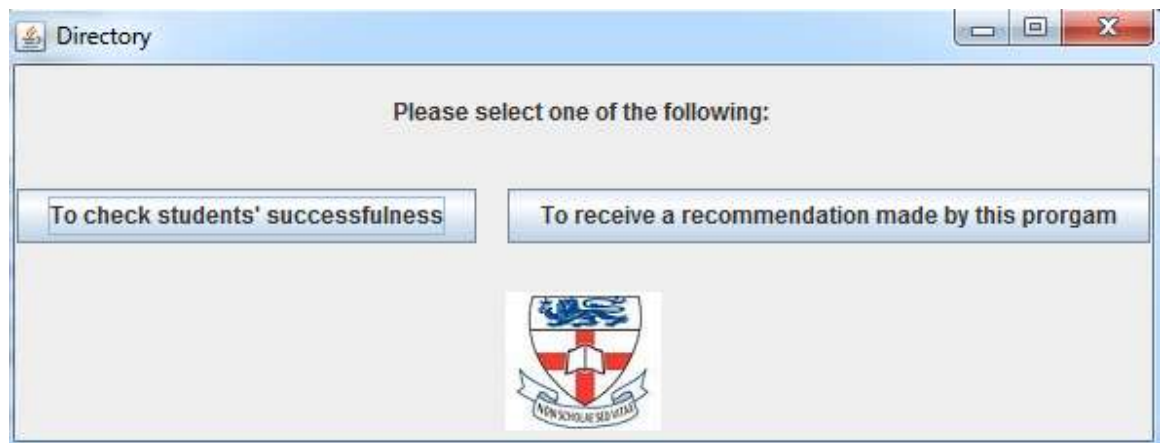 Directory
Please select one of the following:
To check students' successfulness
To receive a recommendation made by this prorgam
NON SCHOLAE SED VITAE